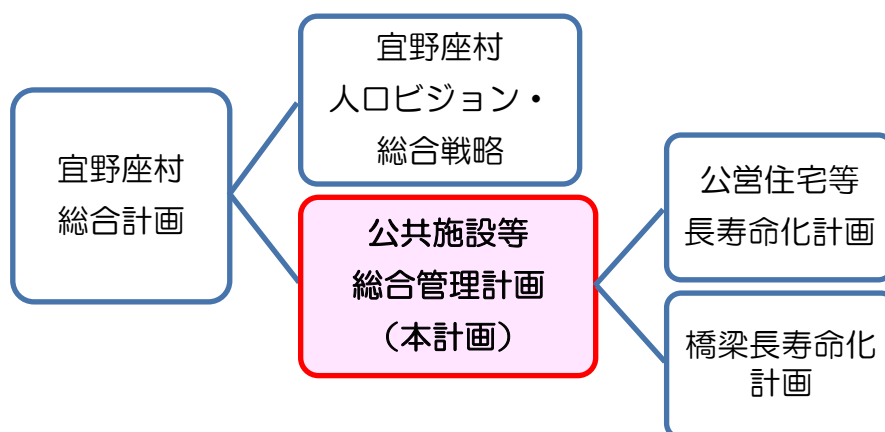 宜野座村
総合計画
宜野座村
人口ビジョン・
総合戦略
公共施設等
総合管理計画
（本計画）
公営住宅等
長寿命化計画
橋梁長寿命化
計画